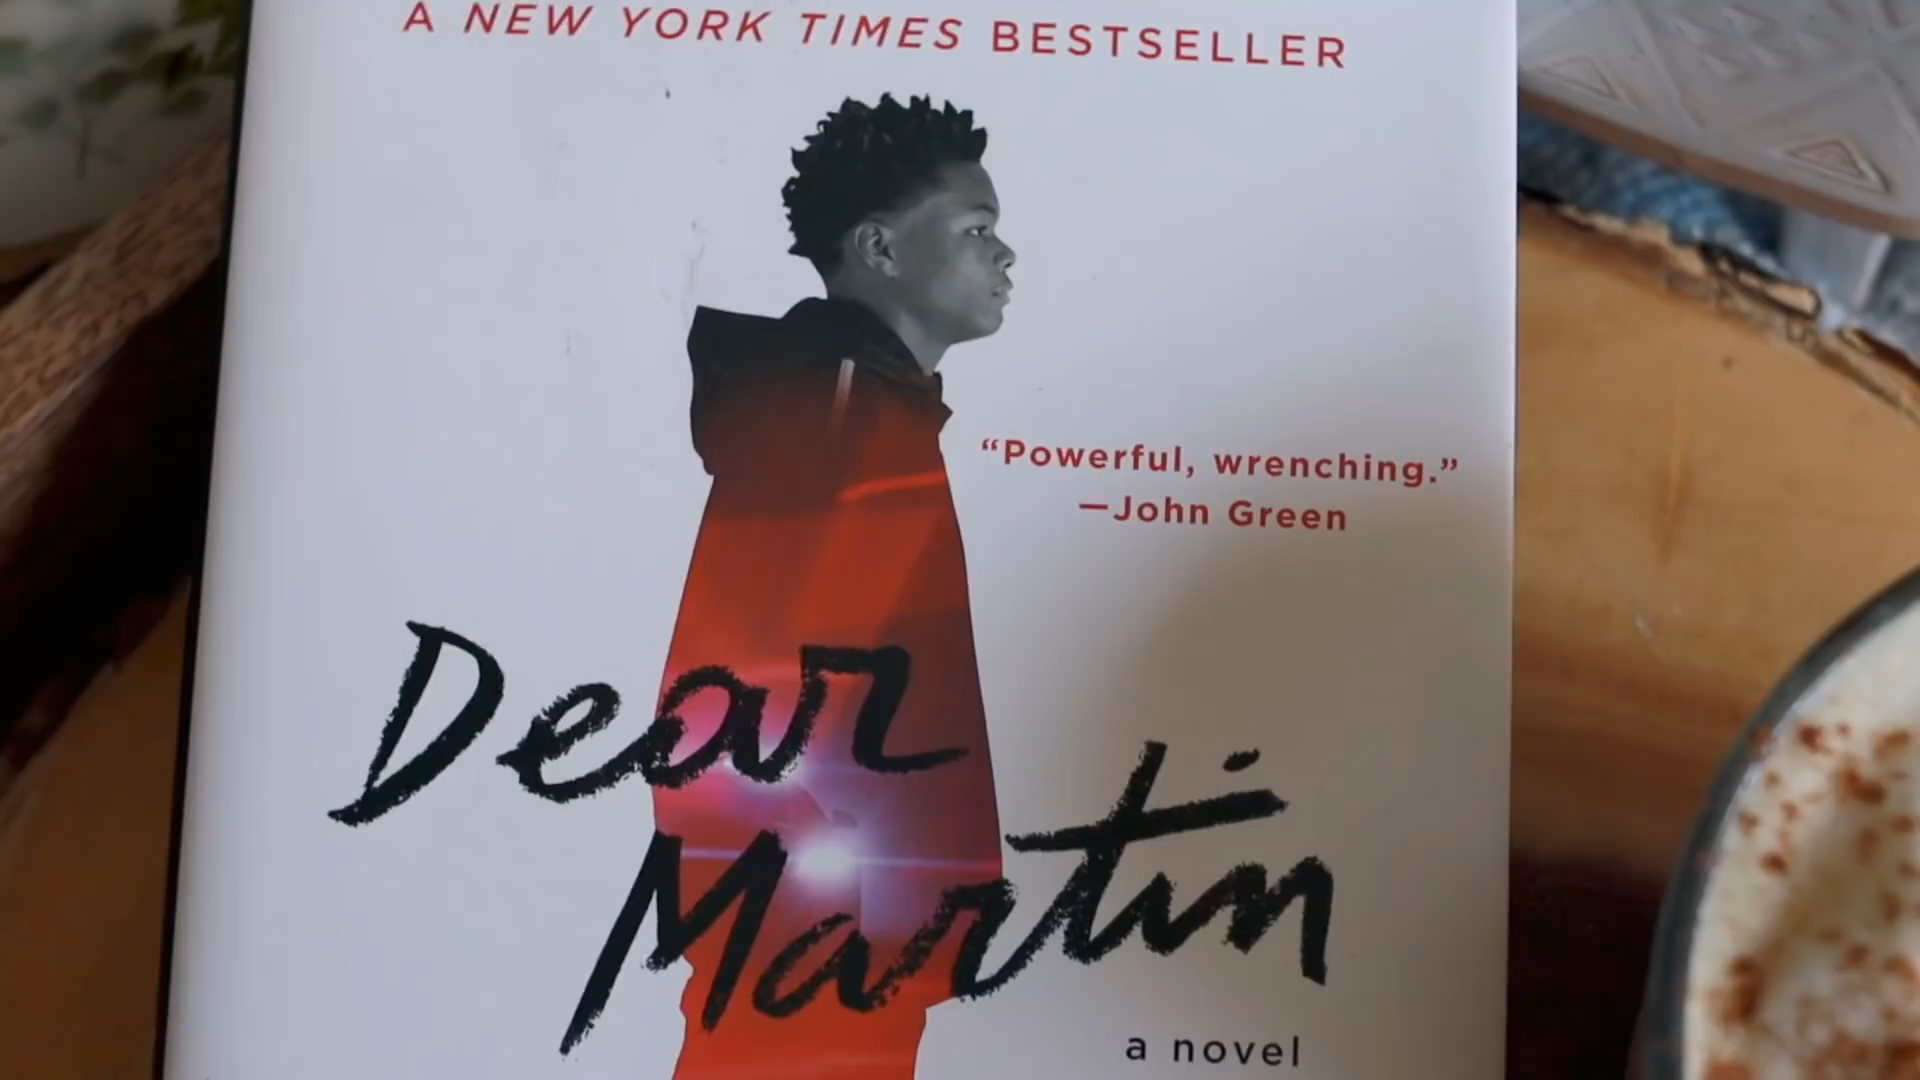 A NEW YORK TIMES BESTSELLER
“Powerful, wrenching.”
—John Green
Dear
Martin
a novel